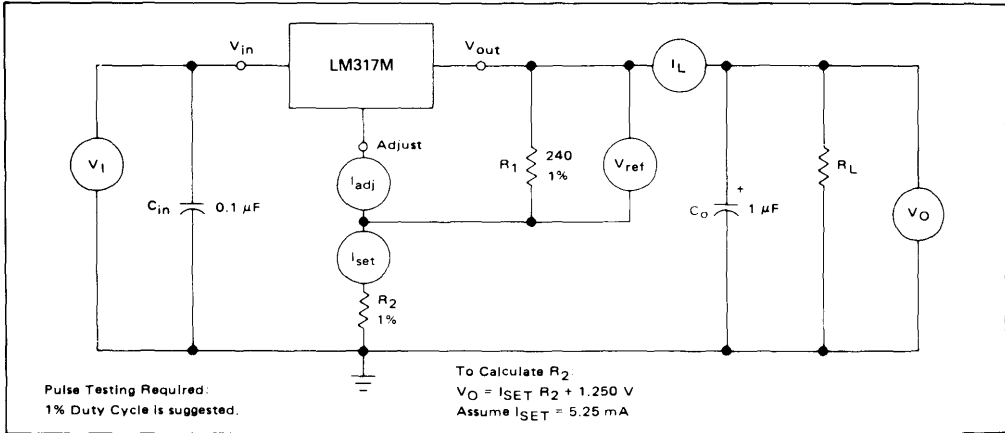 Vin
LM317M
Vout
IL
Adjust
VI
Iadj
R1
240
1%
Vref
RL
Cin
0.1 μF
+
Co
1 μF
VO
Iset
R2
1%
Pulse Testing Required:
1% Duty Cycle is suggested.
To Calculate R2:
VO = ISET R2 + 1.250 V
Assume ISET = 5.25 mA